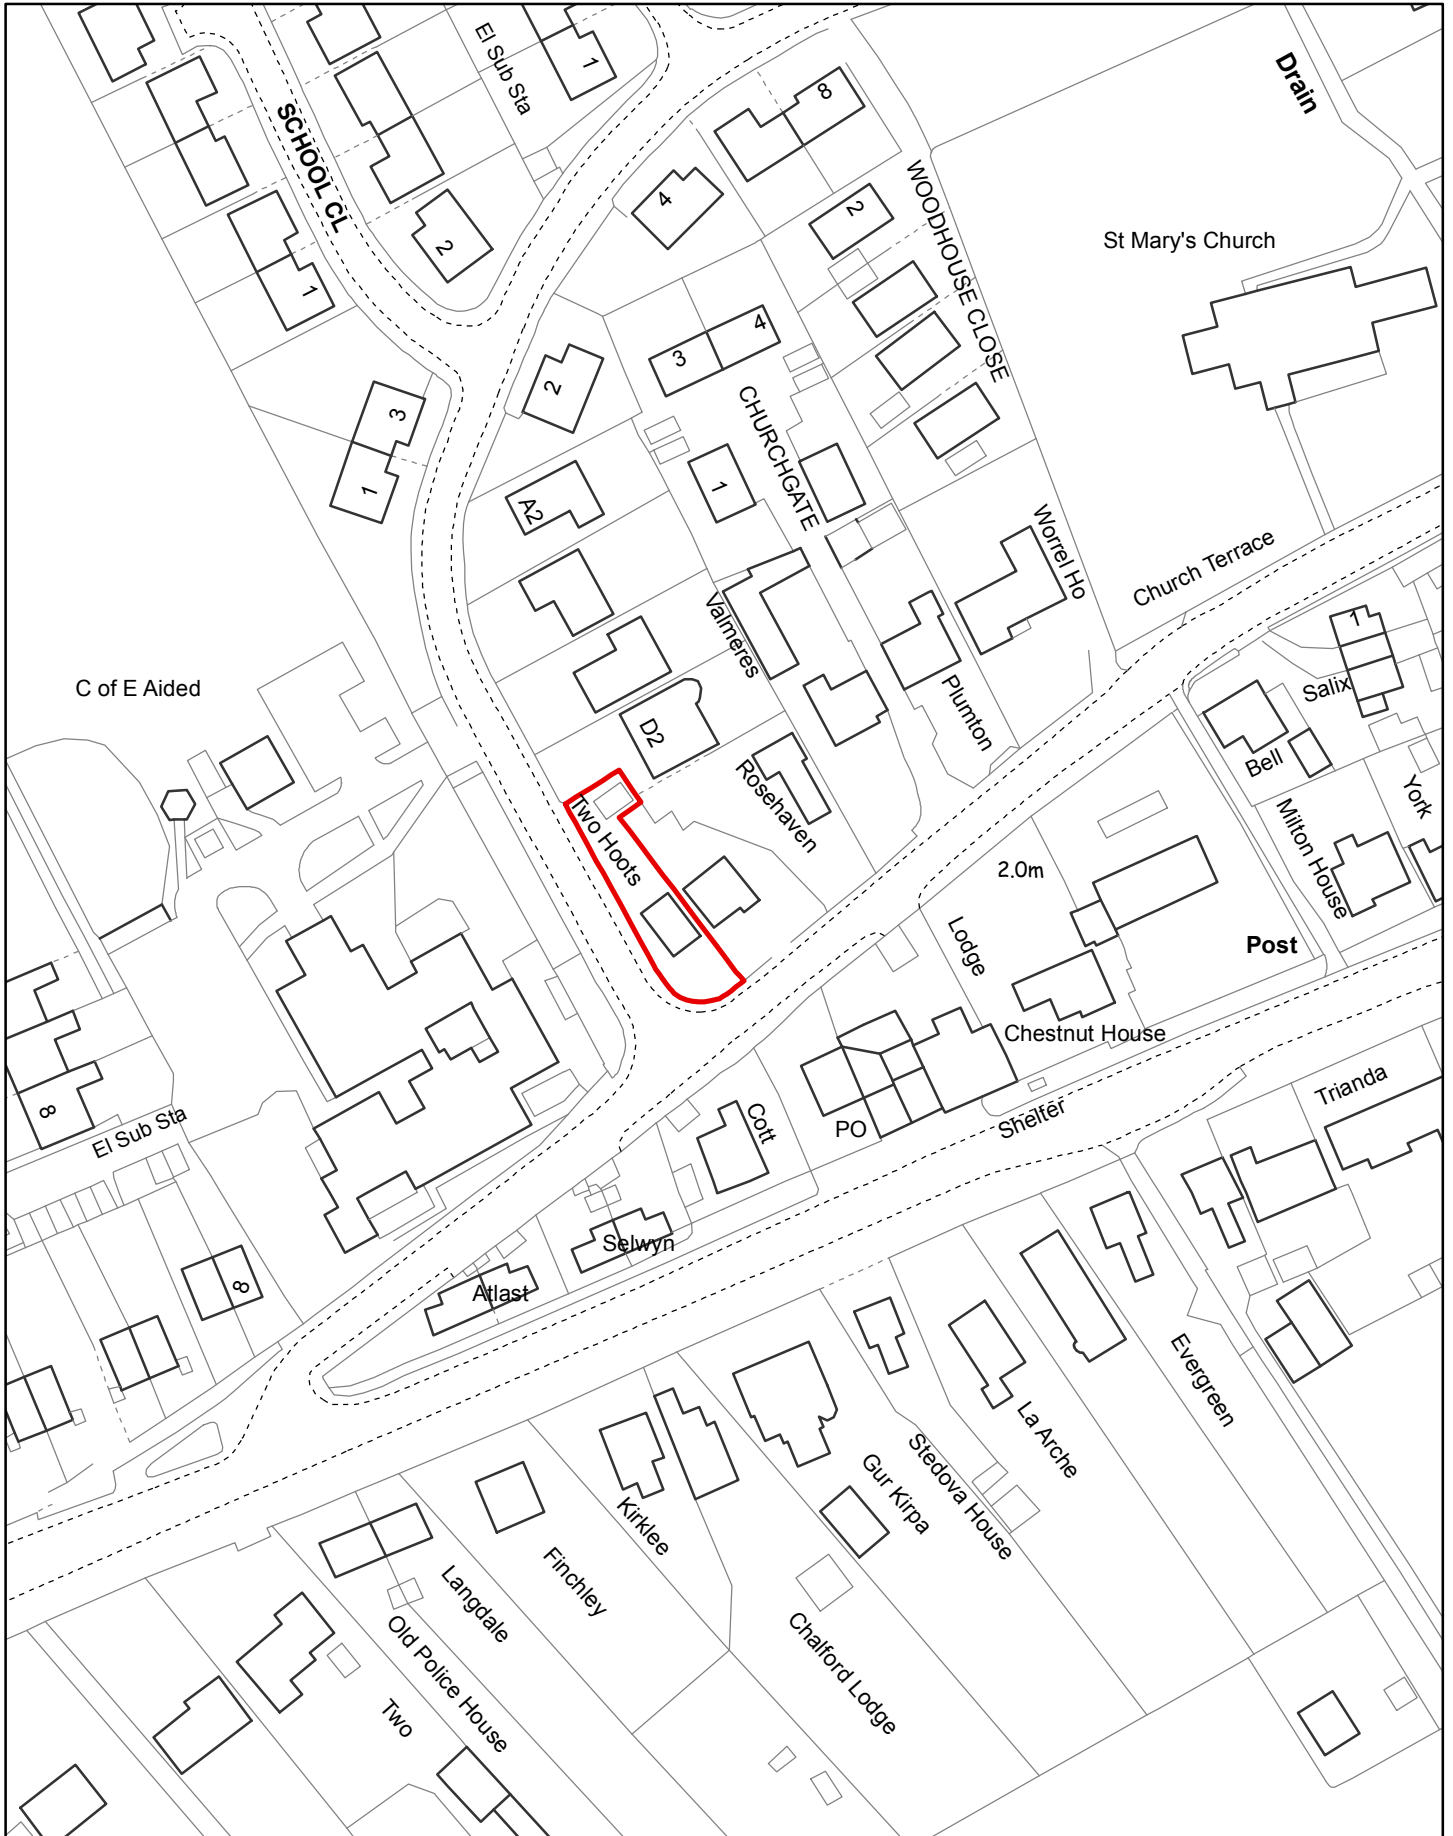 El Sub Sta
1
Drain
8
SCHOOL CL
4
2
2
WOODHOUSE CLOSE
St Mary's Church
1
4
3
2
3
CHURCHGATE
1
1
A2
Worrel Ho
Church Terrace
Valmeres
1
C of E Aided
Salix
Plumton
D2
Bell
Rosehaven
York
Two Hoots
Milton House
2.0m
Lodge
Post
Chestnut House
Trianda
8
El Sub Sta
Cott
PO
Shelter
Selwyn
8
Atlast
Evergreen
La Arche
Stedova House
Gur Kirpa
Kirklee
Finchley
Langdale
Old Police House
Chalford Lodge
Two